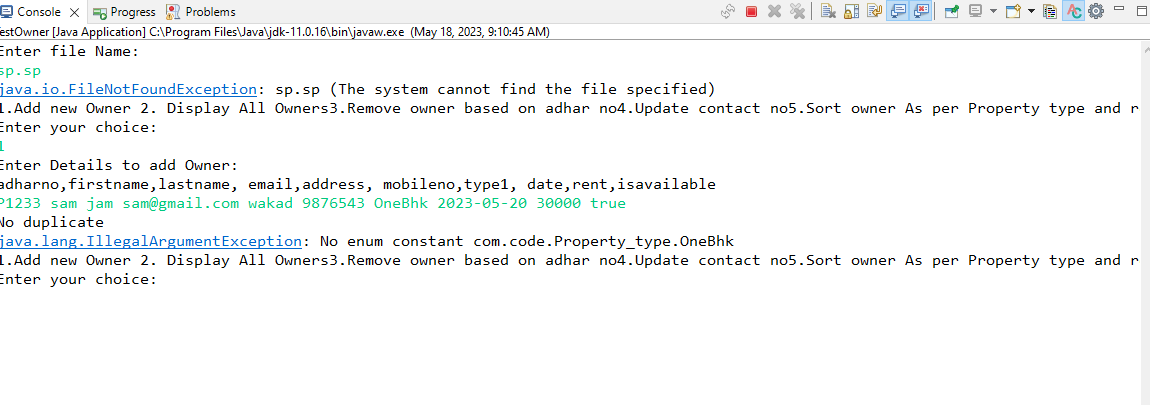 Console Progress Problems
estOwner [Java Application] C:\Program Files\Java\jdk-11.0.16\bin\javaw.exe (May 18, 2023, 9:10:45 AM)
Enter file Name:
sp.sp
java.io.FileNotFoundException: sp.sp (The system cannot find the file specified)
1.Add new Owner 2. Display All Owners3.Remove owner based on adhar no4.Update contact no5.Sort owner As per Property type and r
Enter your choice:
1
Enter Details to add Owner:
adharno,firstname,lastname, email,address, mobileno,type1, date,rent,isavailable
P1233 sam jam sam@gmail.com wakad 9876543 OneBhk 2023-05-20 30000 true
No duplicate
java.lang.IllegalArgumentException: No enum constant com.code.Property_type.OneBhk
1.Add new Owner 2. Display All Owners3.Remove owner based on adhar no4.Update contact no5.Sort owner As per Property type and r
Enter your choice: